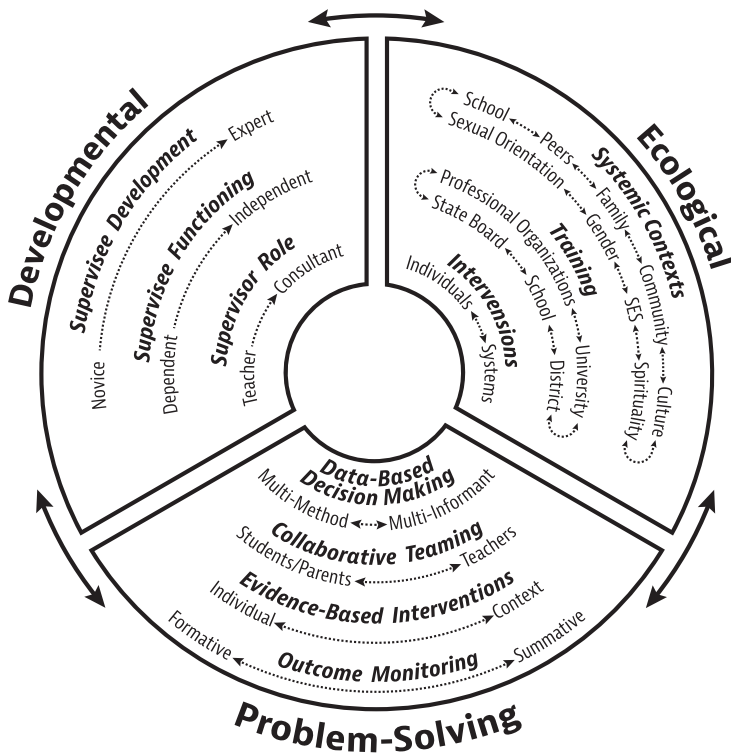 Developmental
Supervisee Development
Novice
Expert
Supervisee Functioning
Dependent
Independent
Supervisor Role
Teacher
Consultant
Ecological
Systemic Contexts
School
Peers
Family
Community
Culture
Sexual Orientation
Gender
SES
Spirituality
Training
Professional Organizations
University
State Board
School
District
Intervensions
Individuals
Systems
Data-Based
Decision Making
Multi-Method
Multi-Informant
Collaborative Teaming
Students/Parents
Teachers
Evidence-Based Interventions
Individual
Context
Outcome Monitoring
Formative
Summative
Problem-Solving